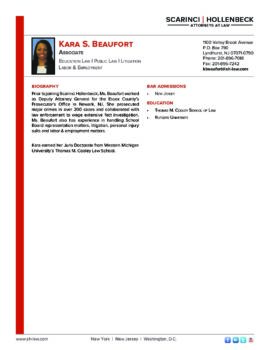 SCARINCI | HOLLENBECK
ATTORNEYS AT LAW
KARA S. BEAUFORT
ASSOCIATE
EDUCATION LAW | PUBLIC LAW | LITIGATION
LABOR & EMPLOYMENT
1100 Valley Brook Avenue
P.O. Box 790
Lyndhurst, NJ 07071-0790
Phone: 201-896-7081
Fax: 201-896-7242
kbeaufort@sh-law.com
BIOGRAPHY
Prior to joining Scarinci Hollenbeck, Ms. Beaufort worked
as Deputy Attorney General for the Essex County's
Prosecutor's Office in Newark, NJ. She prosecuted
major crimes in over 200 cases and collaborated with
law enforcement to wage extensive fact investigation.
Ms. Beaufort also has experience in handling School
Board representation matters, litigation, personal injury
suits and labor & employment matters.
Kara earned her Juris Doctorate from Western Michigan
University's Thomas M. Cooley Law School.
BAR ADMISSIONS
• NEW JERSEY
EDUCATION
• THOMAS M. COOLEY SCHOOL OF LAW
• RUTGERS UNIVERSITY
www.sh-law.com
New York | New Jersey | Washington, D.C.